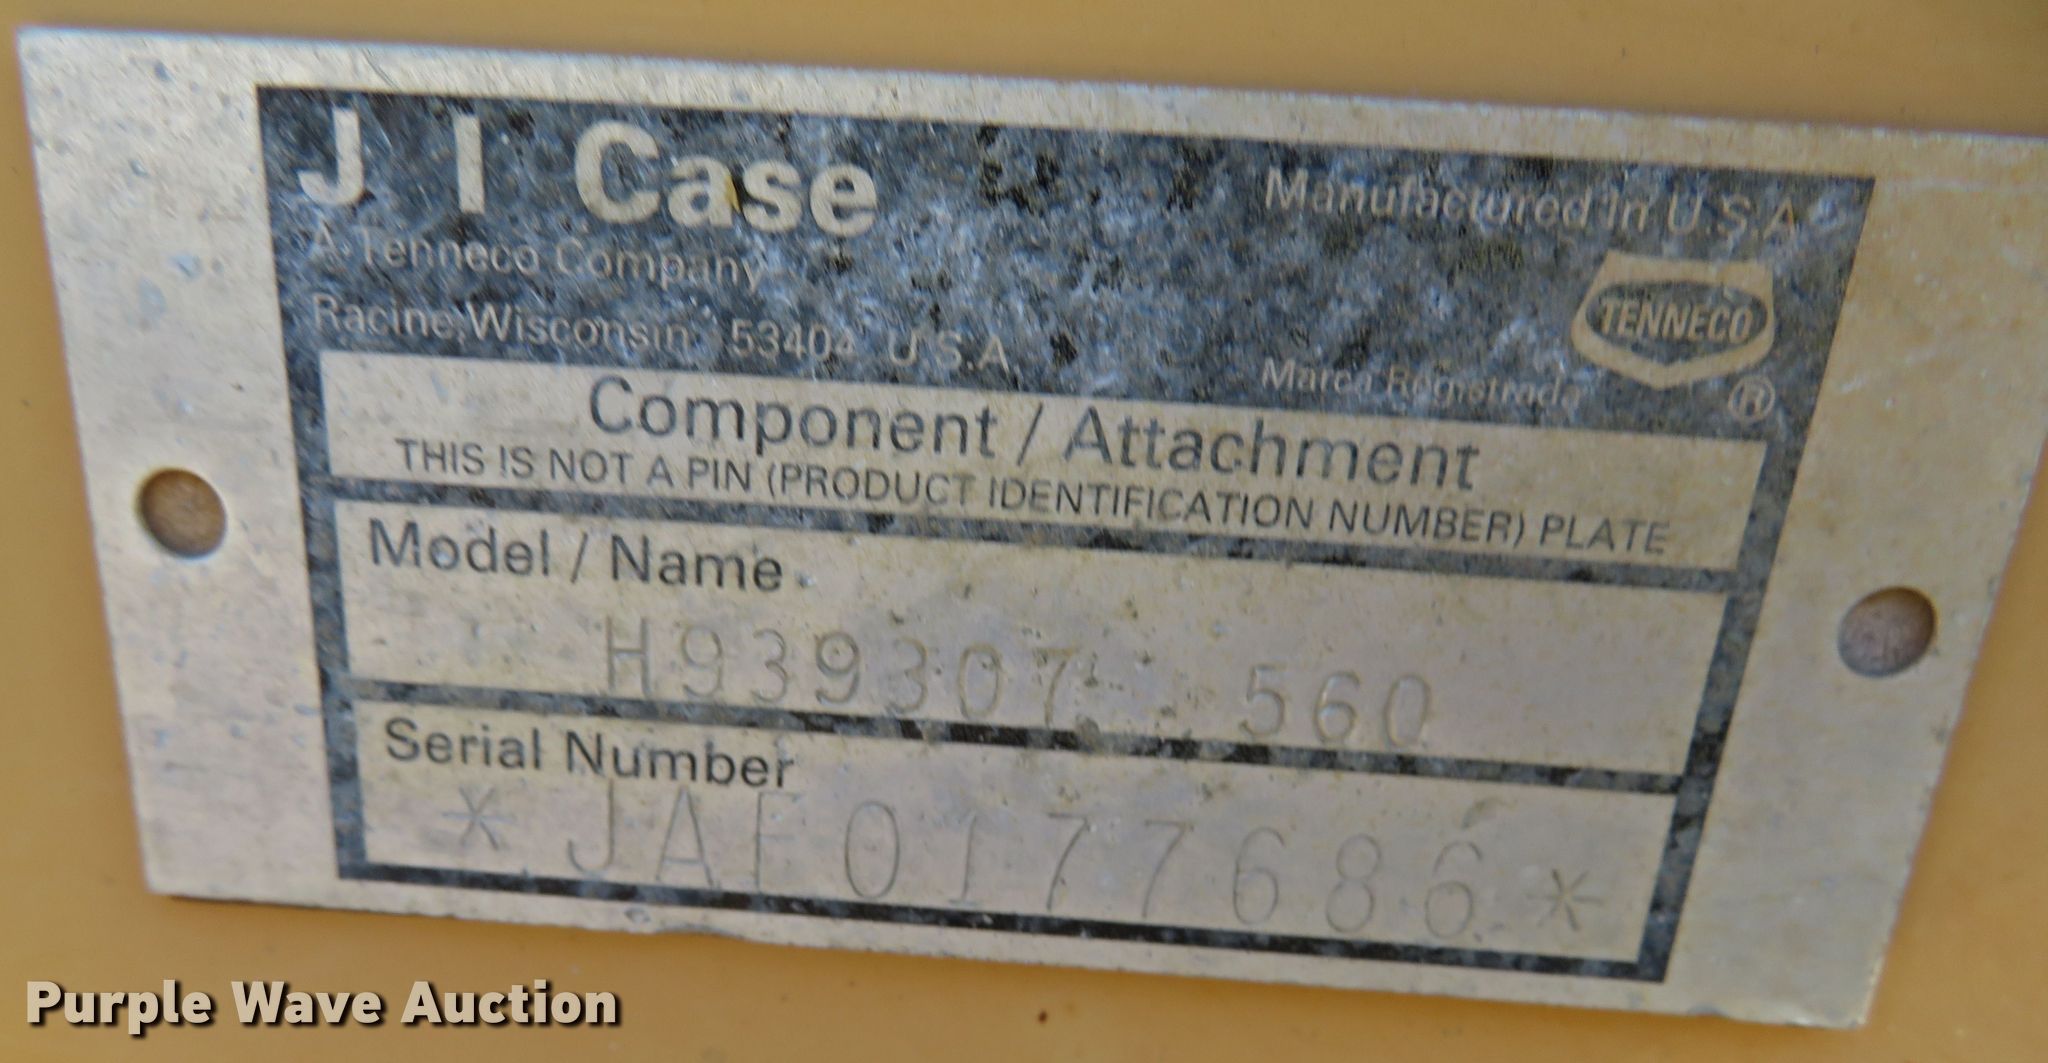 J I Case
A Tenneco Company
Racine, Wisconsin 53404 U.S.A.
Manufactured in U.S.A.
TENNECO
Marca Registrada ®
Component / Attachment
THIS IS NOT A PIN (PRODUCT IDENTIFICATION NUMBER) PLATE
Model / Name
H939307 560
Serial Number
*JAF0177686*
Purple Wave Auction